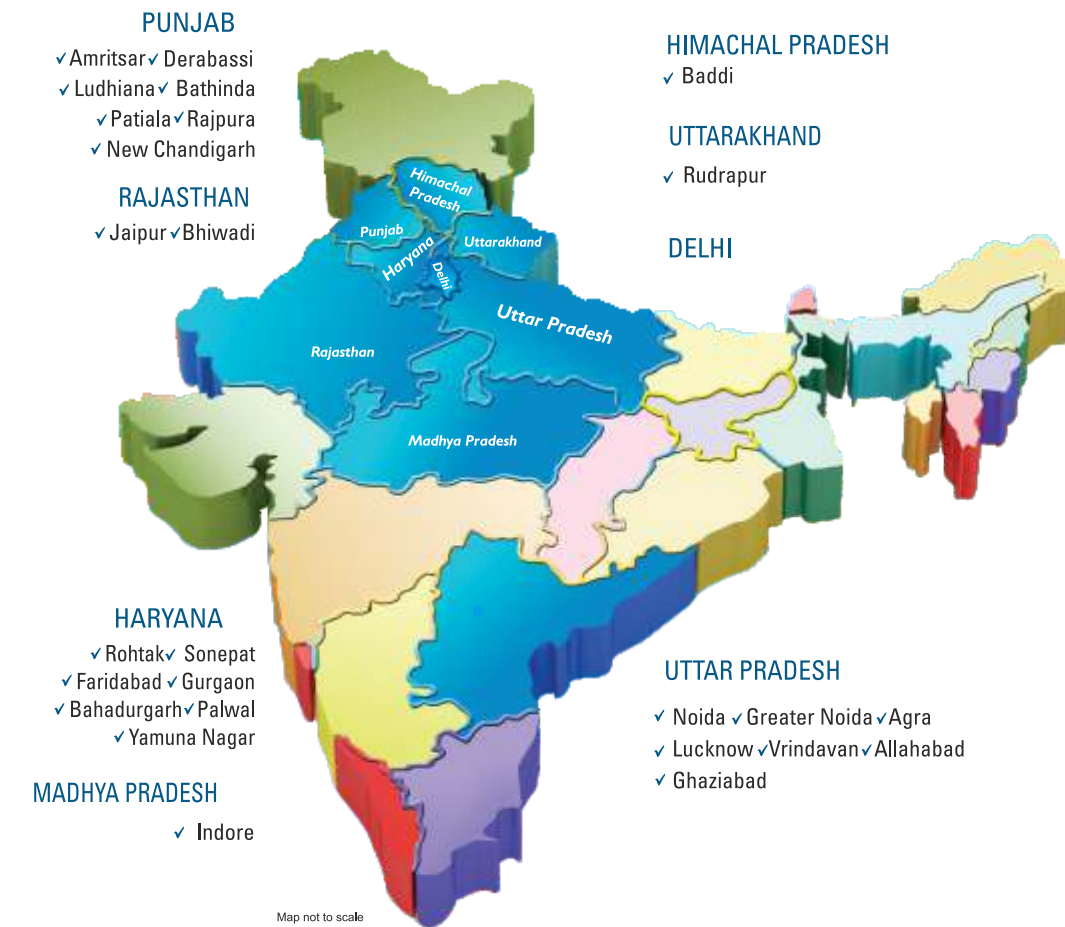 PUNJAB
✓Amritsar✓ Derabassi
✓Ludhiana✓ Bathinda
✓Patiala✓Rajpura
✓New Chandigarh
RAJASTHAN
✓Jaipur✓Bhiwadi
HIMACHAL PRADESH
✓ Baddi
UTTARAKHAND
✓ Rudrapur
DELHI
Himachal
Pradesh
Punjab
Haryana
Delhi
Uttarakhand
Uttar Pradesh
Rajasthan
Madhya Pradesh
HARYANA
✓Rohtak✓ Sonepat
✓Faridabad ✓Gurgaon
✓Bahadurgarh✓Palwal
✓Yamuna Nagar
MADHYA PRADESH
✓ Indore
UTTAR PRADESH
✓ Noida ✓Greater Noida ✓Agra
✓ Lucknow ✓Vrindavan ✓Allahabad
✓ Ghaziabad
Map not to scale